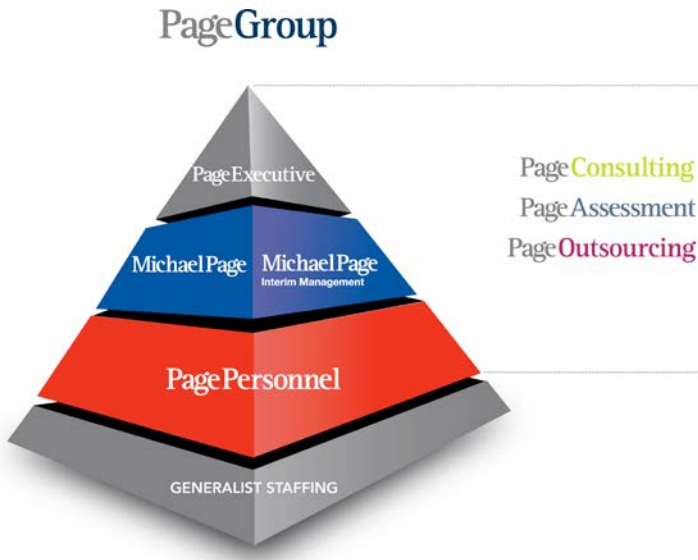 PageGroup
PageExecutive
PageConsulting
PageAssessment
PageOutsourcing
MichaelPage
MichaelPage
Interim Management
PagePersonnel
GENERALIST STAFFING